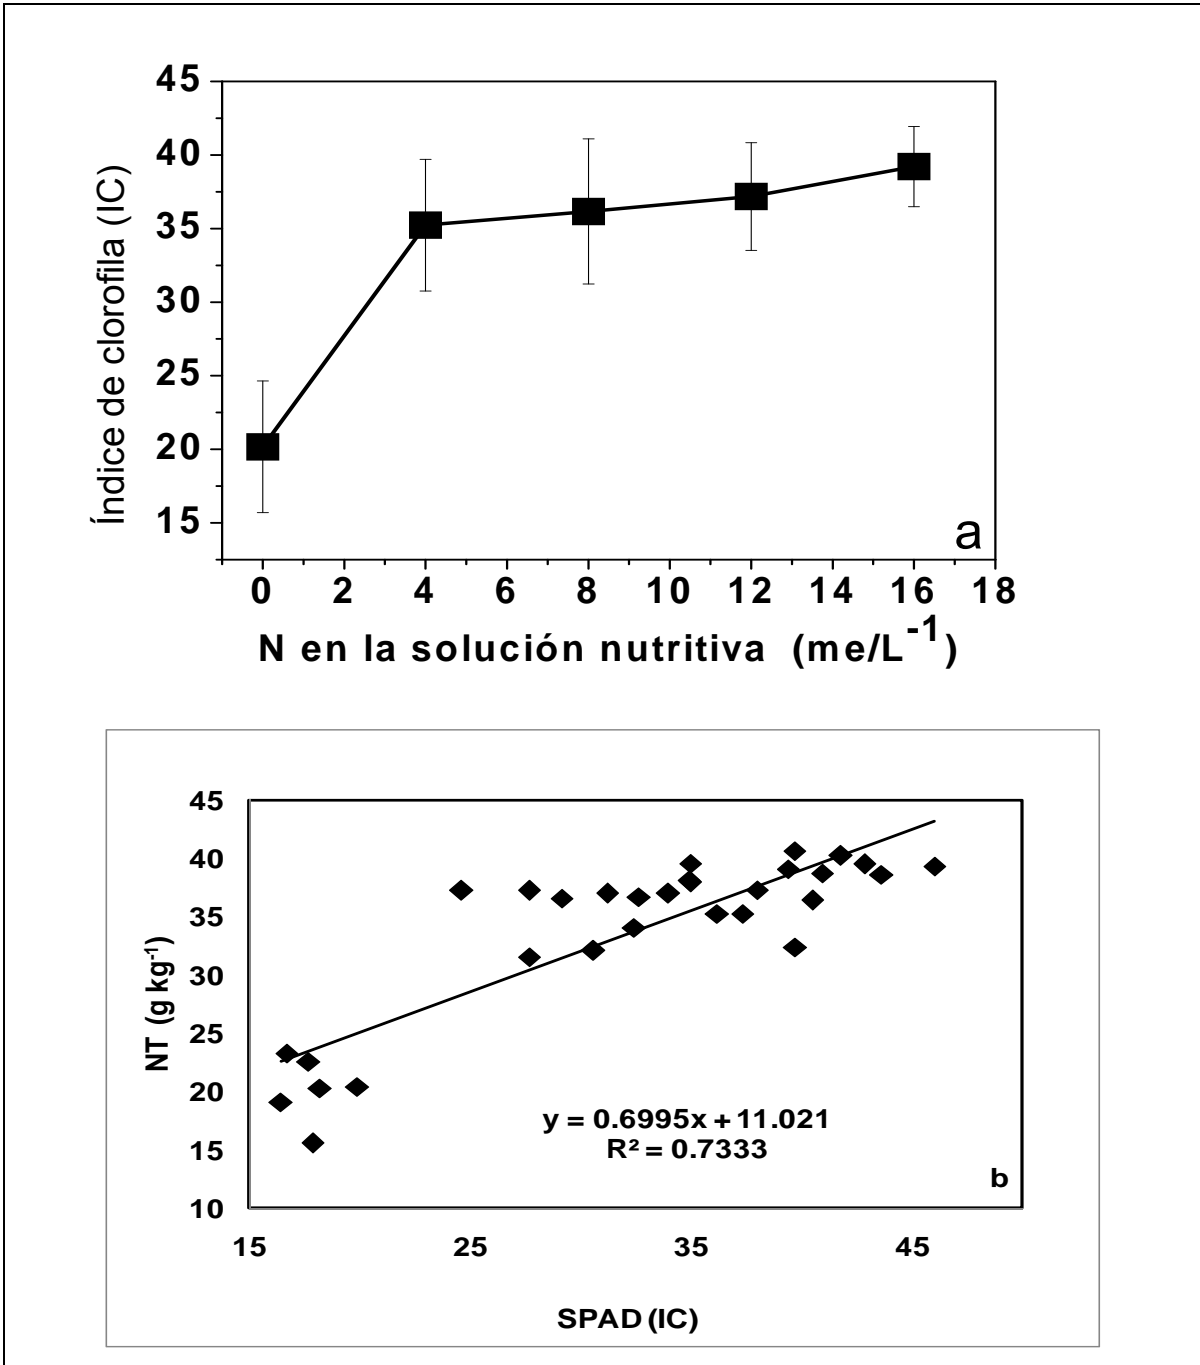 45
40
35
30
25
20
15
Índice de clorofila (IC)
a
0 2 4 6 8 10 12 14 16 18
N en la solución nutritiva (me/L⁻¹)
45
40
35
30
25
20
15
10
NT (g kg⁻¹)
y = 0.6995x + 11.021
R² = 0.7333
b
15 25 35 45
SPAD (IC)